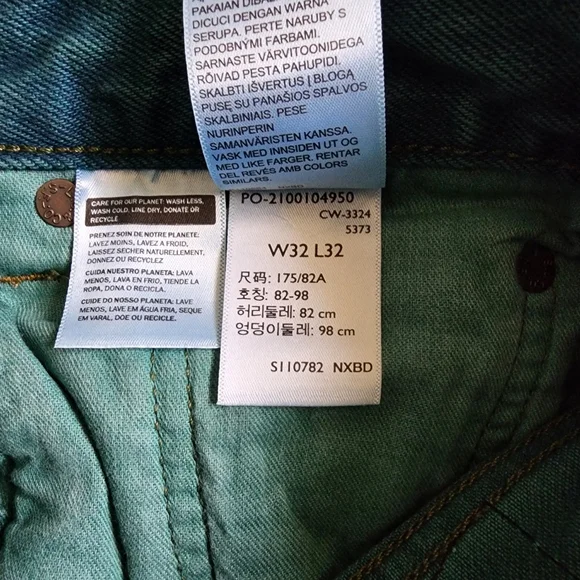 PAKAIAN DIBAL
DICUCI DENGAN WARNA
SERUPA. PERTE NARUBY S
PODOBNÝMI FARBAMI.
SARNASTE VÄRVITOONIDEGA
RÕIVAD PESTA PAHUPIDI.
SKALBTI IŠVERTUS | BLOGĄ
PUSĘ SU PANAŠIOS SPALVOS
SKALBINIAIS. PESE
NURINPERIN
SAMANVÄRISTEN KANSSA.
VASK MED INNSIDEN UT OG
MED LIKE FARGER. RENTAR
DEL REVÉS AMB COLORS
SIMILARS.
CARE FOR OUR PLANET: WASH LESS,
WASH COLD, LINE DRY, DONATE OR
RECYCLE
PRENEZ SOIN DE NOTRE PLANETE:
LAVEZ MOINS, LAVEZ A FROID,
LAISSEZ SECHER NATURELLEMENT,
DONNEZ OU RECYCLEZ
CUIDA NUESTRO PLANETA: LAVA
MENOS, LAVA EN FRIO, TIENDE LA
ROPA, DONA O RECICLA.
CUIDE DO NOSSO PLANETA: LAVE
MENOS, LAVE EM ÁGUA FRIA, SEQUE
EM VARAL, DOE OU RECICLE.
PO-2100104950
CW-3324
5373
W32 L32
尺码: 175/82A
호칭: 82-98
허리둘레: 82 cm
엉덩이둘레: 98 cm
S110782 NXBD